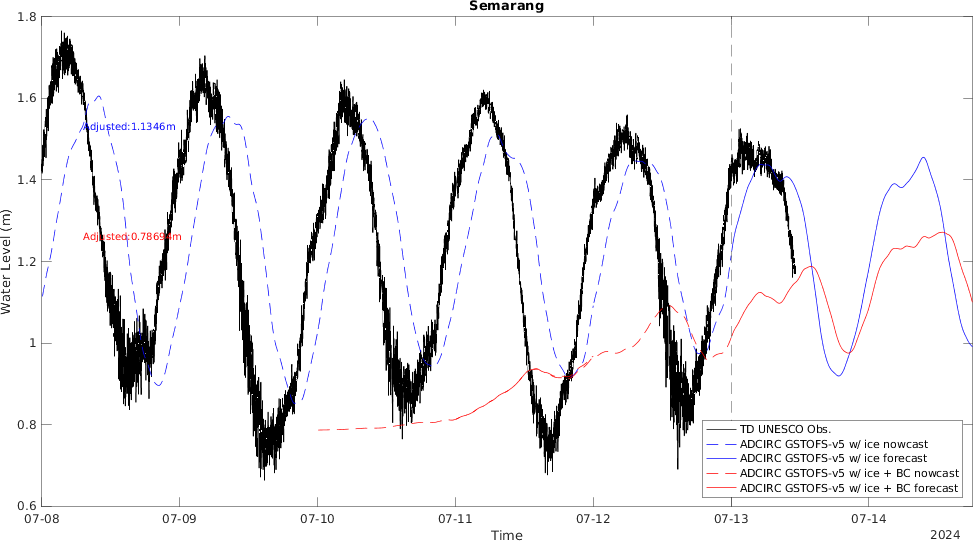 Semarang
Water Level (m)
1.8
1.6
1.4
1.2
1
0.8
0.6
Adjusted:1.1346m
TD UNESCO Obs.
ADCIRC GSTOFS-v5 w/ ice nowcast
ADCIRC GSTOFS-v5 w/ ice forecast
ADCIRC GSTOFS-v5 w/ ice + BC nowcast
ADCIRC GSTOFS-v5 w/ ice + BC forecast
07-08
07-09
07-10
07-11
07-12
07-13
07-14
Time
2024